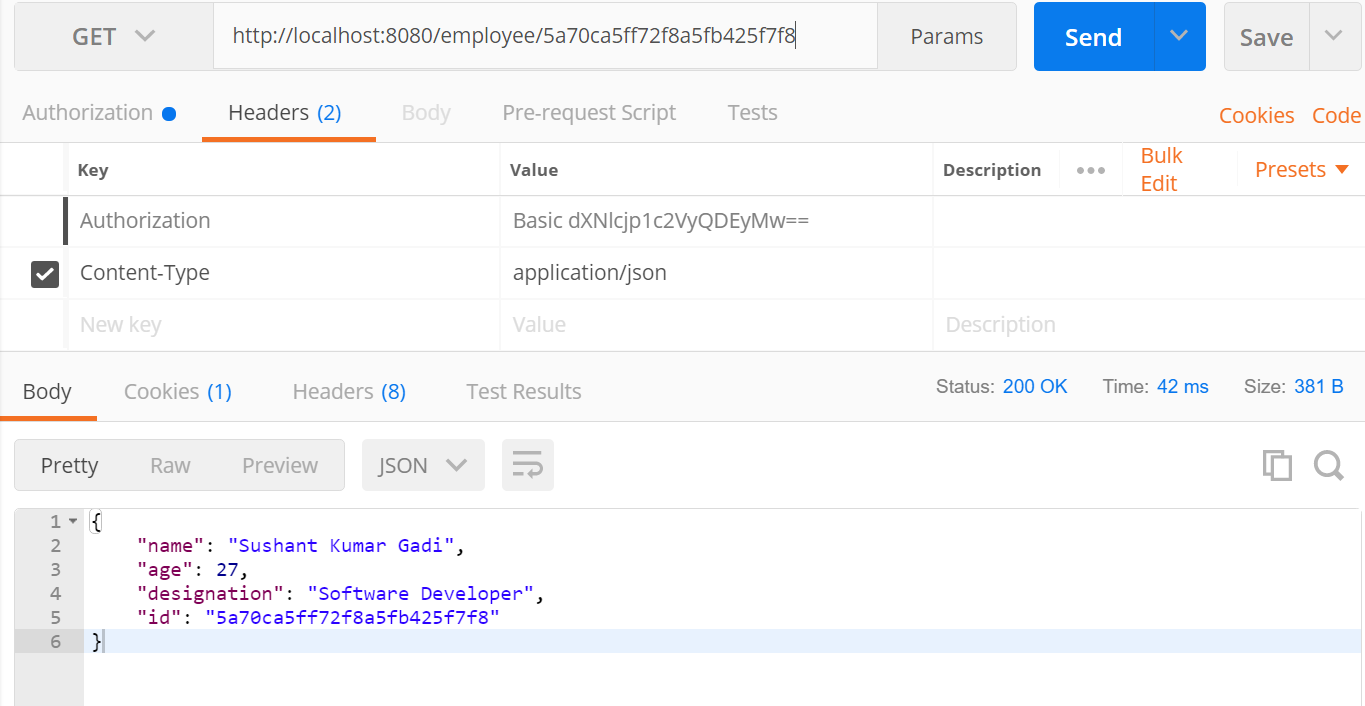 GET http://localhost:8080/employee/5a70ca5ff72f8a5fb425f7f8 Params Send Save
Authorization Headers (2) Body Pre-request Script Tests Cookies Code
Key Value Description Bulk Edit Presets
Authorization Basic dXNlcjp1c2VyQDEyMw==
Content-Type application/json
New key Value Description
Body Cookies (1) Headers (8) Test Results Status: 200 OK Time: 42 ms Size: 381 B
Pretty Raw Preview JSON
1 {
2 "name": "Sushant Kumar Gadi",
3 "age": 27,
4 "designation": "Software Developer",
5 "id": "5a70ca5ff72f8a5fb425f7f8"
6 }